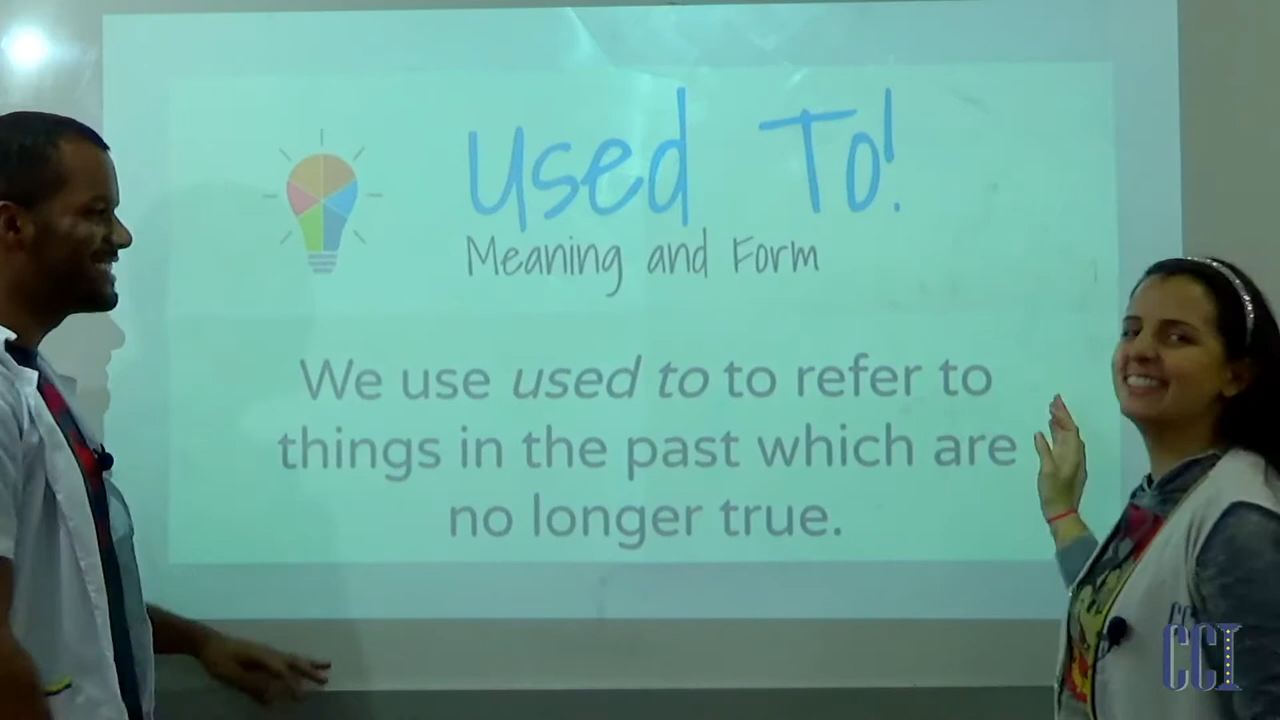 Used To!
Meaning and Form
We use used to to refer to
things in the past which are
no longer true.
CCI